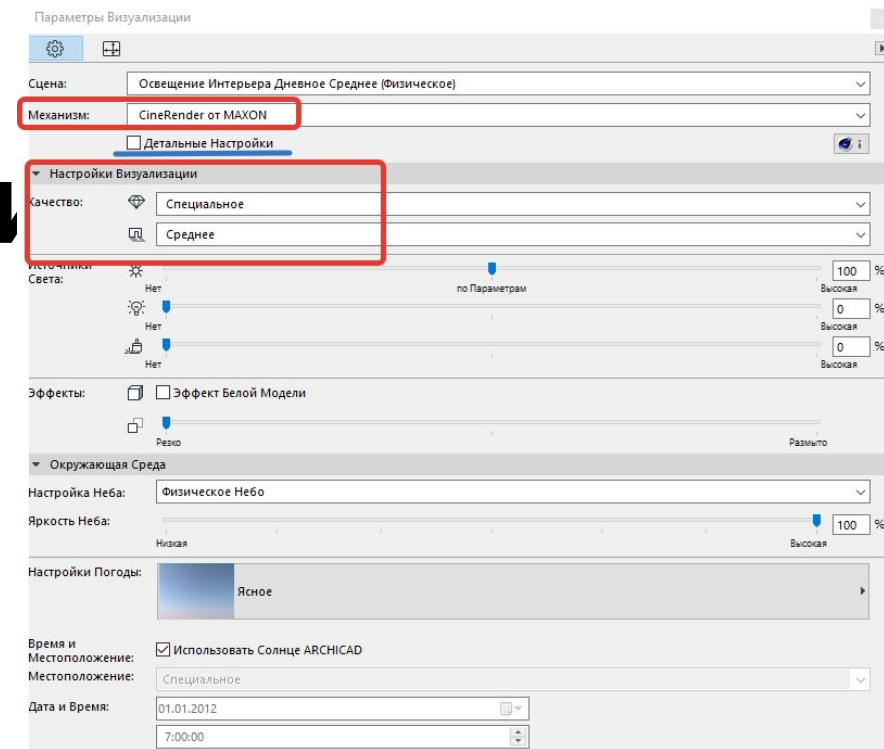 Параметры Визуализации
Сцена: Освещение Интерьера Дневное Среднее (Физическое)
Механизм: CineRender от MAXON
Детальные Настройки
Настройки Визуализации
Качество: Специальное
Среднее
Источники
Света: 100 %
Нет по Параметрам Высокая
0 %
Нет Высокая
0 %
Нет Высокая
Эффекты: Эффект Белой Модели
Резко Размыто
Окружающая Среда
Настройка Неба: Физическое Небо
Яркость Неба: 100 %
Низкая Высокая
Настройки Погоды:
Ясное
Время и
Местоположение: Использовать Солнце ARCHICAD
Местоположение: Специальное
Дата и Время: 01.01.2012
7:00:00